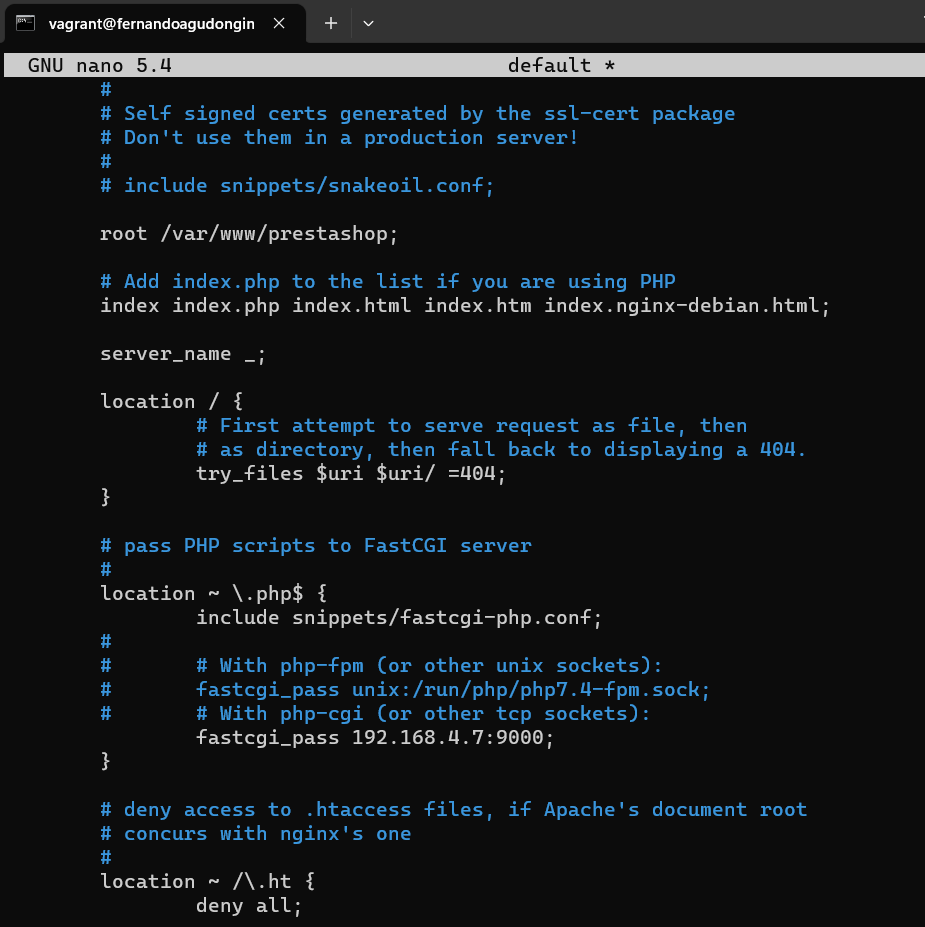 vagrant@fernandoagudongin
GNU nano 5.4 default *
#
# Self signed certs generated by the ssl-cert package
# Don't use them in a production server!
#
# include snippets/snakeoil.conf;
root /var/www/prestashop;
# Add index.php to the list if you are using PHP
index index.php index.html index.htm index.nginx-debian.html;
server_name _;
location / {
# First attempt to serve request as file, then
# as directory, then fall back to displaying a 404.
try_files $uri $uri/ =404;
}
# pass PHP scripts to FastCGI server
#
location ~ \.php$ {
include snippets/fastcgi-php.conf;
#
# # With php-fpm (or other unix sockets):
# fastcgi_pass unix:/run/php/php7.4-fpm.sock;
# # With php-cgi (or other tcp sockets):
fastcgi_pass 192.168.4.7:9000;
}
# deny access to .htaccess files, if Apache's document root
# concurs with nginx's one
#
location ~ /\.ht {
deny all;